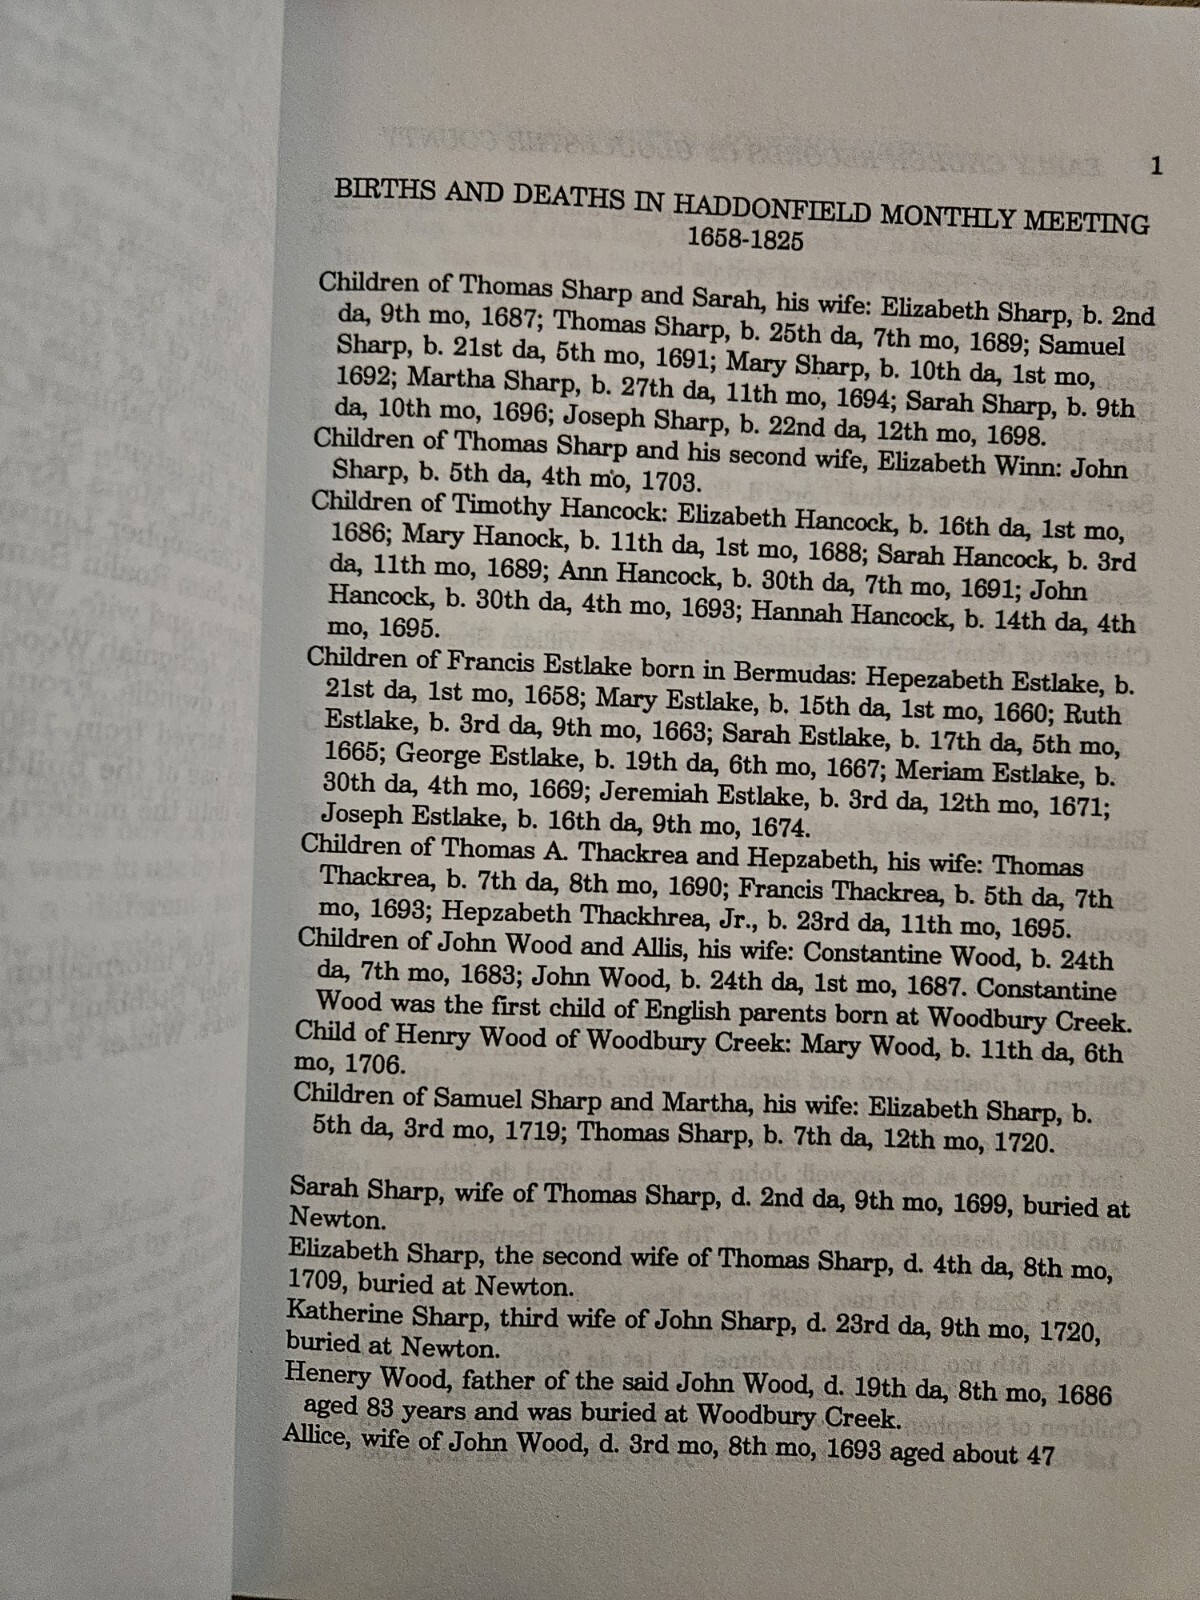 1
BIRTHS AND DEATHS IN HADDONFIELD MONTHLY MEETING
1658-1825
Children of Thomas Sharp and Sarah, his wife: Elizabeth Sharp, b. 2nd
da, 9th mo, 1687; Thomas Sharp, b. 25th da, 7th mo, 1689; Samuel
Sharp, b. 21st da, 5th mo, 1691; Mary Sharp, b. 10th da, 1st mo,
1692; Martha Sharp, b. 27th da, 11th mo, 1694; Sarah Sharp, b. 9th
da, 10th mo, 1696; Joseph Sharp, b. 22nd da, 12th mo, 1698.
Children of Thomas Sharp and his second wife, Elizabeth Winn: John
Sharp, b. 5th da, 4th mo, 1703.
Children of Timothy Hancock: Elizabeth Hancock, b. 16th da, 1st mo,
1686; Mary Hanock, b. 11th da, 1st mo, 1688; Sarah Hancock, b. 3rd
da, 11th mo, 1689; Ann Hancock, b. 30th da, 7th mo, 1691; John
Hancock, b. 30th da, 4th mo, 1693; Hannah Hancock, b. 14th da, 4th
mo, 1695.
Children of Francis Estlake born in Bermudas: Hepezabeth Estlake, b.
21st da, 1st mo, 1658; Mary Estlake, b. 15th da, 1st mo, 1660; Ruth
Estlake, b. 3rd da, 9th mo, 1663; Sarah Estlake, b. 17th da, 5th mo,
1665; George Estlake, b. 19th da, 6th mo, 1667; Meriam Estlake, b.
30th da, 4th mo, 1669; Jeremiah Estlake, b. 3rd da, 12th mo, 1671;
Joseph Estlake, b. 16th da, 9th mo, 1674.
Children of Thomas A. Thackrea and Hepzabeth, his wife: Thomas
Thackrea, b. 7th da, 8th mo, 1690; Francis Thackrea, b. 5th da, 7th
mo, 1693; Hepzabeth Thackhrea, Jr., b. 23rd da, 11th mo, 1695.
Children of John Wood and Allis, his wife: Constantine Wood, b. 24th
da, 7th mo, 1683; John Wood, b. 24th da, 1st mo, 1687. Constantine
Wood was the first child of English parents born at Woodbury Creek.
Child of Henry Wood of Woodbury Creek: Mary Wood, b. 11th da, 6th
mo, 1706.
Children of Samuel Sharp and Martha, his wife: Elizabeth Sharp, b.
5th da, 3rd mo, 1719; Thomas Sharp, b. 7th da, 12th mo, 1720.
Sarah Sharp, wife of Thomas Sharp, d. 2nd da, 9th mo, 1699, buried at
Newton.
Elizabeth Sharp, the second wife of Thomas Sharp, d. 4th da, 8th mo,
1709, buried at Newton.
Katherine Sharp, third wife of John Sharp, d. 23rd da, 9th mo, 1720,
buried at Newton.
Henery Wood, father of the said John Wood, d. 19th da, 8th mo, 1686
aged 83 years and was buried at Woodbury Creek.
Allice, wife of John Wood, d. 3rd mo, 8th mo, 1693 aged about 47